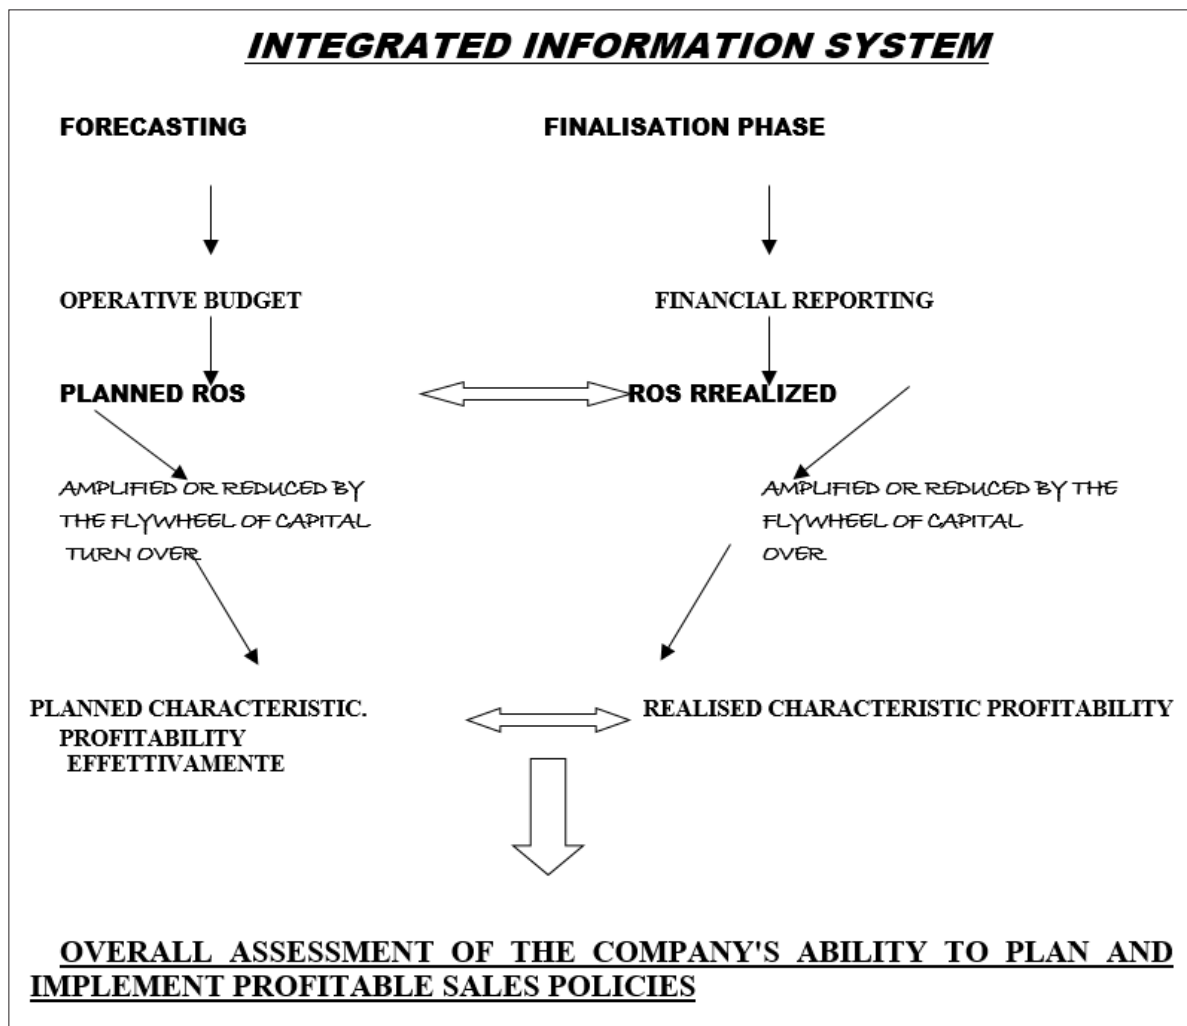 INTEGRATED INFORMATION SYSTEM
FORECASTING FINALISATION PHASE
OPERATIVE BUDGET FINANCIAL REPORTING
PLANNED ROS ROS RREALIZED
AMPLIFIED OR REDUCED BY
THE FLYWHEEL OF CAPITAL
TURN OVER
AMPLIFIED OR REDUCED BY THE
FLYWHEEL OF CAPITAL
OVER
PLANNED CHARACTERISTIC.
PROFITABILITY
EFFETTIVAMENTE
REALISED CHARACTERISTIC PROFITABILITY
OVERALL ASSESSMENT OF THE COMPANY'S ABILITY TO PLAN AND
IMPLEMENT PROFITABLE SALES POLICIES